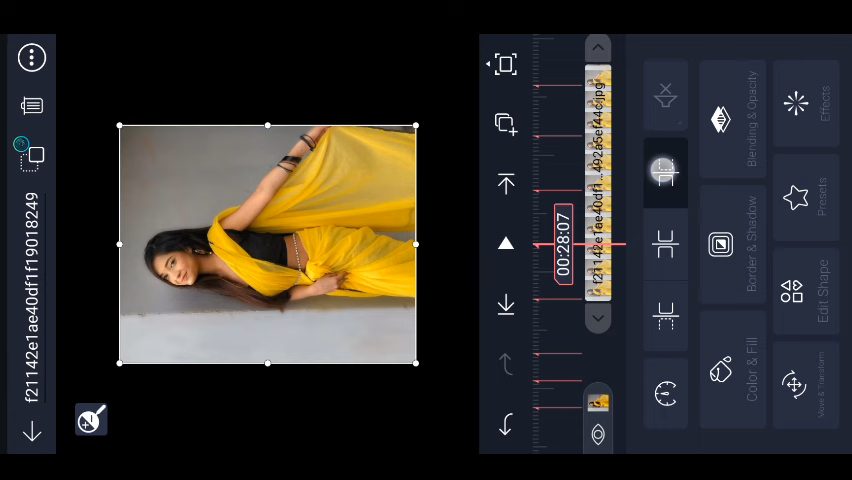 f21142e1ae40df1f19018249
00:28:07
f21142e1ae40df1...492a5ef44c.jpg
Move & Transform
Edit Shape
Presets
Effects
Color & Fill
Border & Shadow
Blending & Opacity